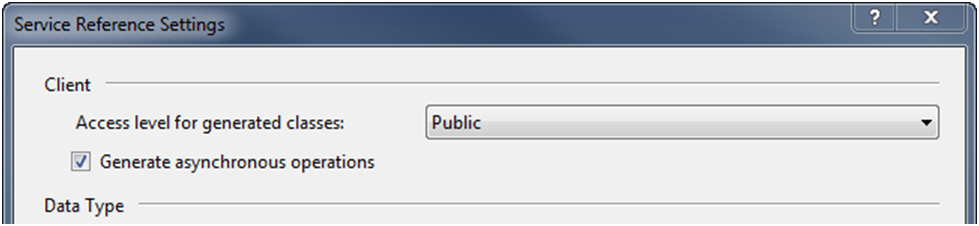 Service Reference Settings
?
Client
Access level for generated classes: Public
Generate asynchronous operations
Data Type